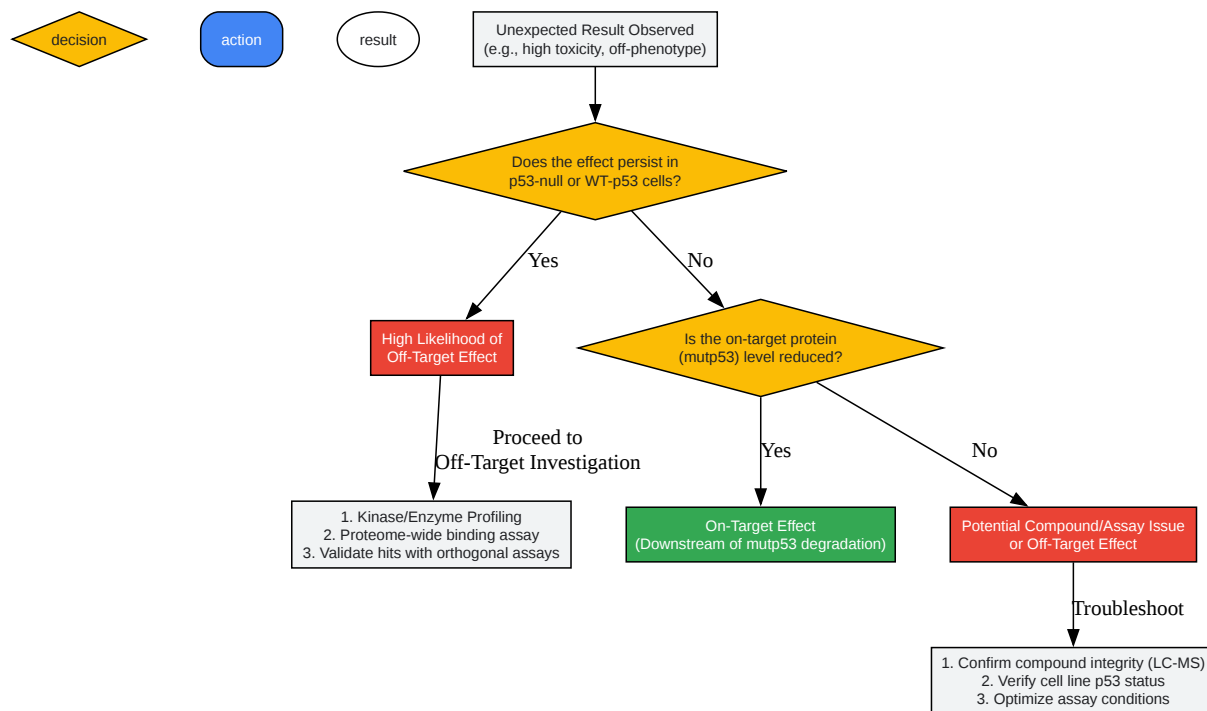 decision
action
result
Unexpected Result Observed
(e.g., high toxicity, off-phenotype)
Does the effect persist in
p53-null or WT-p53 cells?
Yes
No
High Likelihood of
Off-Target Effect
Is the on-target protein
(mutp53) level reduced?
Proceed to
Off-Target Investigation
Yes
No
1. Kinase/Enzyme Profiling
2. Proteome-wide binding assay
3. Validate hits with orthogonal assays
On-Target Effect
(Downstream of mutp53 degradation)
Potential Compound/Assay Issue
or Off-Target Effect
Troubleshoot
1. Confirm compound integrity (LC-MS)
2. Verify cell line p53 status
3. Optimize assay conditions